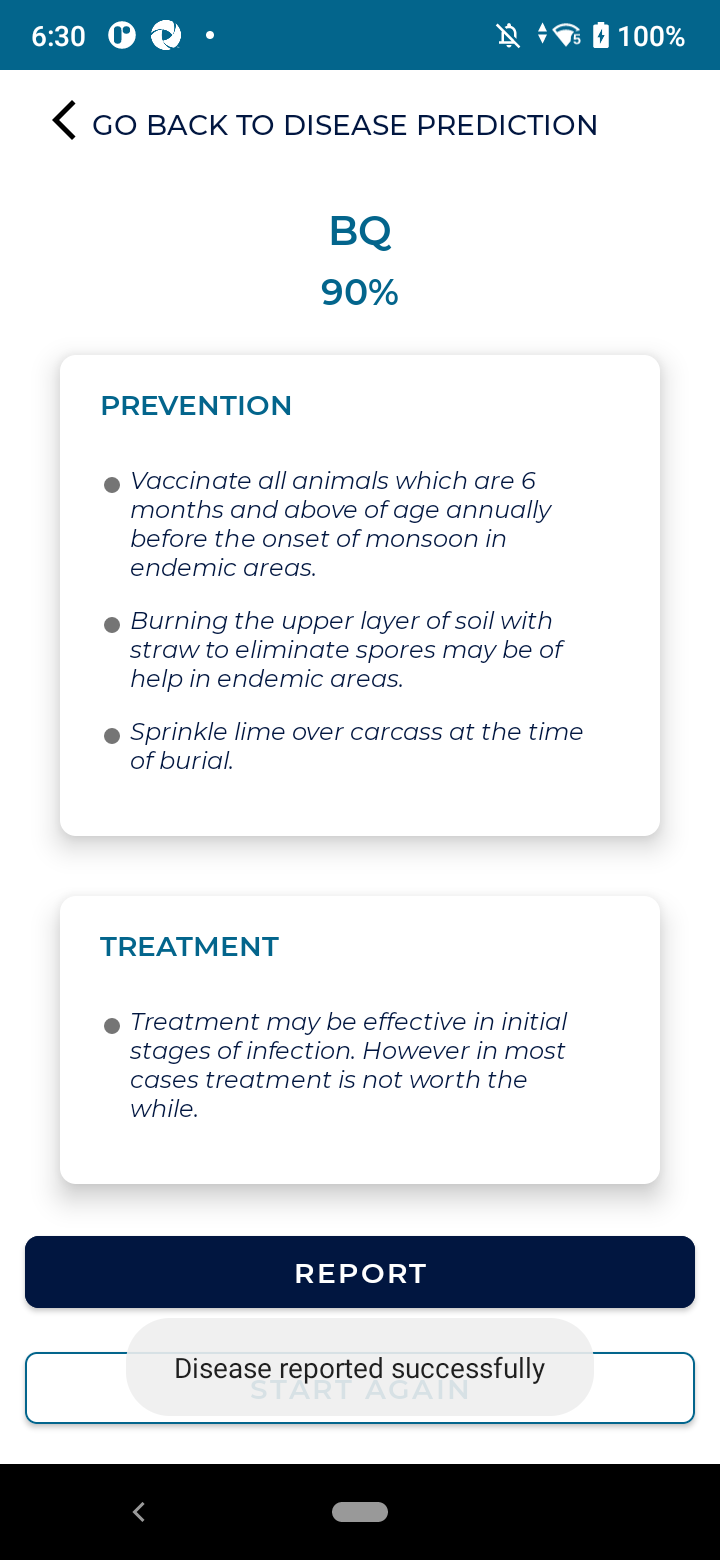 6:30
5
100%
GO BACK TO DISEASE PREDICTION
BQ
90%
PREVENTION
Vaccinate all animals which are 6
months and above of age annually
before the onset of monsoon in
endemic areas.
Burning the upper layer of soil with
straw to eliminate spores may be of
help in endemic areas.
Sprinkle lime over carcass at the time
of burial.
TREATMENT
Treatment may be effective in initial
stages of infection. However in most
cases treatment is not worth the
while.
REPORT
Disease reported successfully
START AGAIN